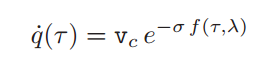 q̇(τ) = v_c e^{−σ f(τ,λ)}